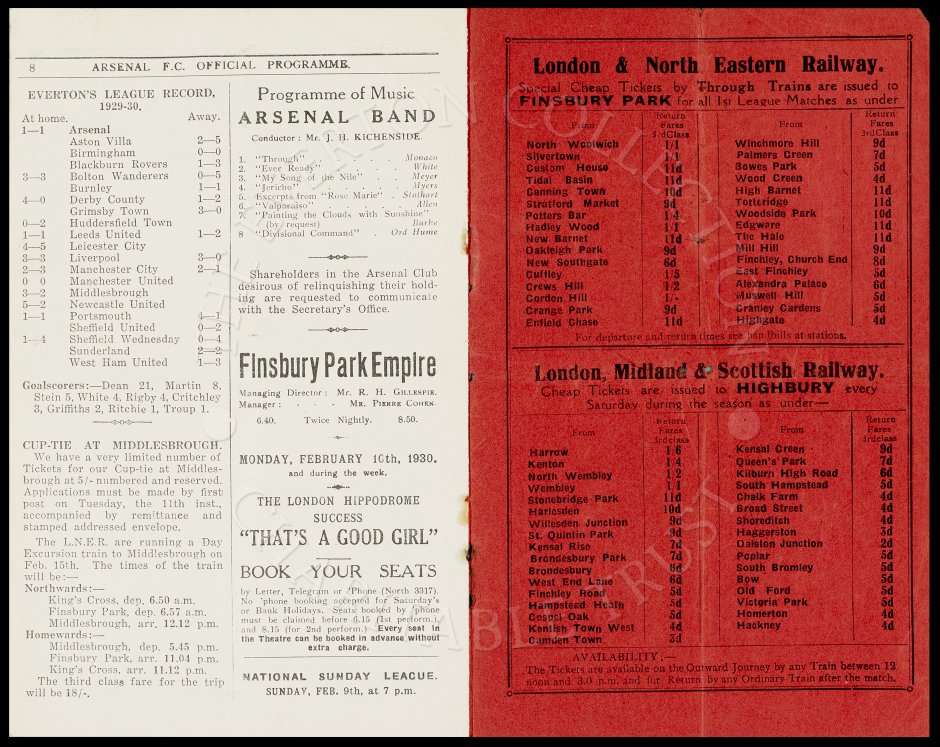 8 ARSENAL F.C. OFFICIAL PROGRAMME.
EVERTON'S LEAGUE RECORD,
1929-30.
At home. Away.
1—1 Arsenal
Aston Villa 2—5
Birmingham 0—0
Blackburn Rovers 1—3
3—3 Bolton Wanderers 0—5
Burnley 1—1
4—0 Derby County 1—2
Grimsby Town 3—0
0—2 Huddersfield Town
1—1 Leeds United 1—2
4—5 Leicester City
3—3 Liverpool 3—0
2—3 Manchester City 2—1
0 0 Manchester United
3—2 Middlesbrough
5—2 Newcastle United
1—1 Portsmouth 4—1
Sheffield United 0—2
1—4 Sheffield Wednesday 0—4
Sunderland 2—2
West Ham United 1—3
Goalscorers:—Dean 21, Martin 8,
Stein 5, White 4, Rigby 4, Critchley
3, Griffiths 2, Ritchie 1, Troup 1.
CUP-TIE AT MIDDLESBROUGH.
We have a very limited number of
Tickets for our Cup-tie at Middles-
brough at 5/- numbered and reserved.
Applications must be made by first
post on Tuesday, the 11th inst.,
accompanied by remittance and
stamped addressed envelope.
The L.N.E.R. are running a Day
Excursion train to Middlesbrough on
Feb. 15th. The times of the train
will be:—
Northwards:—
King's Cross, dep. 6.50 a.m.
Finsbury Park, dep. 6.57 a.m.
Middlesbrough, arr. 12.12 p.m.
Homewards:—
Middlesbrough, dep. 5.45 p.m.
Finsbury Park, arr. 11.04 p.m.
King's Cross, arr. 11.12 p.m.
The third class fare for the trip
will be 18/-.
Programme of Music
ARSENAL BAND
Conductor: Mr. J. H. KICHENSIDE.
1. "Through" . . . Monaco
2. "Ever Ready" . . . White
3. "My Song of the Nile" . . Meyer
4. "Jericho" . . . Myers
5. Excerpts from "Rose Marie" . Stolhart
6. "Valparaiso" . . . Allen
7. "Painting the Clouds with Sunshine"
(by request) Burke
8 "Divisional Command" . Ord Hume
Shareholders in the Arsenal Club
desirous of relinquishing their hold-
ing are requested to communicate
with the Secretary's Office.
Finsbury Park Empire
Managing Director: Mr. R. H. GILLESPIE.
Manager: . . . Mr. PIERRE COHEN.
6.40. Twice Nightly. 8.50.
MONDAY, FEBRUARY 10th, 1930.
and during the week.
THE LONDON HIPPODROME
SUCCESS
"THAT'S A GOOD GIRL"
BOOK YOUR SEATS
by Letter, Telegram or 'Phone (North 3317).
No 'phone booking accepted for Saturday's
or Bank Holidays. Seats booked by 'phone
must be claimed before 6.15 (1st perform.)
and 8.15 (for 2nd perform.) Every seat in
the Theatre can be booked in advance without
extra charge.
NATIONAL SUNDAY LEAGUE.
SUNDAY, FEB. 9th, at 7 p.m.
London & North Eastern Railway.
Special Cheap Tickets by Through Trains are issued to
FINSBURY PARK for all 1st League Matches as under
From Return Fares 3rdClass
North Woolwich 1/1
Silvertown 1/1
Custom House 11d
Tidal Basin 11d
Canning Town 10d
Stratford Market 9d
Potters Bar 1/4
Hadley Wood 1/1
New Barnet 11d
Oakleigh Park 9d
New Southgate 6d
Cuffley 1/5
Crews Hill 1/2
Gordon Hill 1/-
Grange Park 9d
Enfield Chase 11d
From Return Fares 3rdClass
Winchmore Hill 9d
Palmers Green 7d
Bowes Park 5d
Wood Green 4d
High Barnet 11d
Totteridge 11d
Woodside Park 10d
Edgware 11d
The Hale 11d
Mill Hill 9d
Finchley, Church End 8d
East Finchley 5d
Alexandra Palace 6d
Muswell Hill 5d
Cranley Gardens 5d
Highgate 4d
For departure and return times see handbills at stations.
London, Midland & Scottish Railway.
Cheap Tickets are issued to HIGHBURY every
Saturday during the season as under—
From Return Fares 3rdclass
Harrow 1/6
Kenton 1/4
North Wembley 1/2
Wembley 1/1
Stonebridge Park 11d
Harlesden 10d
Willesden Junction 9d
St. Quintin Park 9d
Kensal Rise 7d
Brondesbury Park 7d
Brondesbury 6d
West End Lane 6d
Finchley Road 5d
Hampstead Heath 5d
Gospel Oak 5d
Kentish Town West 4d
Camden Town 3d
From Return Fares 3rdclass
Kensal Green 9d
Queen's Park 7d
Kilburn High Road 6d
South Hampstead 5d
Chalk Farm 4d
Broad Street 4d
Shoreditch 4d
Haggerston 3d
Dalston Junction 2d
Poplar 5d
South Bromley 5d
Bow 5d
Old Ford 5d
Victoria Park 5d
Homerton 4d
Hackney 4d
AVAILABILITY.—
The Tickets are available on the Outward Journey by any Train between 12
noon and 3.0 p.m. and for Return by any Ordinary Train after the match.